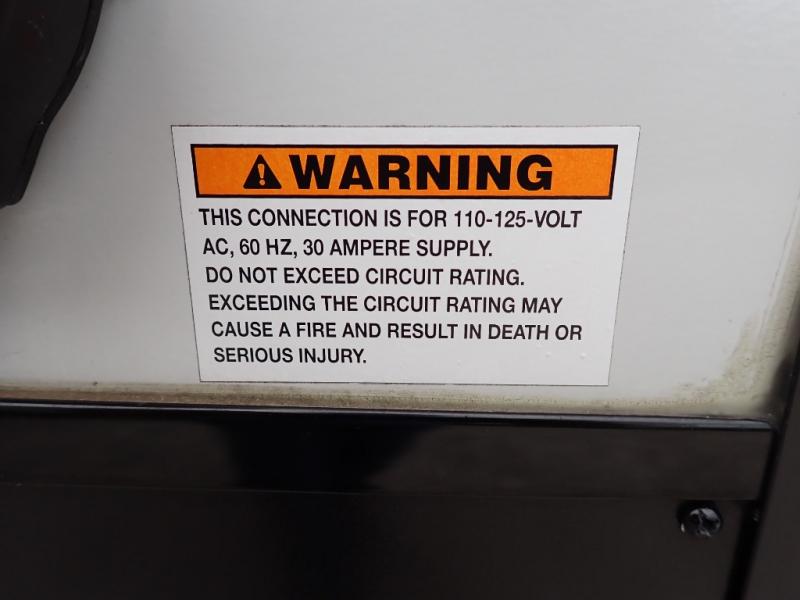 WARNING
THIS CONNECTION IS FOR 110-125-VOLT
AC, 60 HZ, 30 AMPERE SUPPLY.
DO NOT EXCEED CIRCUIT RATING.
EXCEEDING THE CIRCUIT RATING MAY
CAUSE A FIRE AND RESULT IN DEATH OR
SERIOUS INJURY.